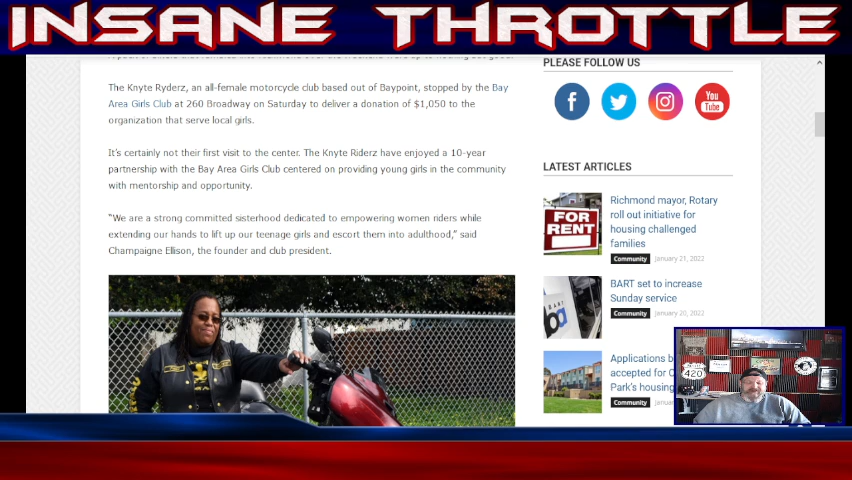 INSANE THROTTLE
The Knyte Ryderz, an all-female motorcycle club based out of Baypoint, stopped by the Bay
Area Girls Club at 260 Broadway on Saturday to deliver a donation of $1,050 to the
organization that serve local girls.
It's certainly not their first visit to the center. The Knyte Riderz have enjoyed a 10-year
partnership with the Bay Area Girls Club centered on providing young girls in the community
with mentorship and opportunity.
"We are a strong committed sisterhood dedicated to empowering women riders while
extending our hands to lift up our teenage girls and escort them into adulthood," said
Champaigne Ellison, the founder and club president.
PLEASE FOLLOW US
You
Tube
LATEST ARTICLES
FOR
RENT
Richmond mayor, Rotary
roll out initiative for
housing challenged
families
Community January 21, 2022
BART set to increase
Sunday service
Community January 20, 2022
Applications b
accepted for C
Park's housing
Community
420